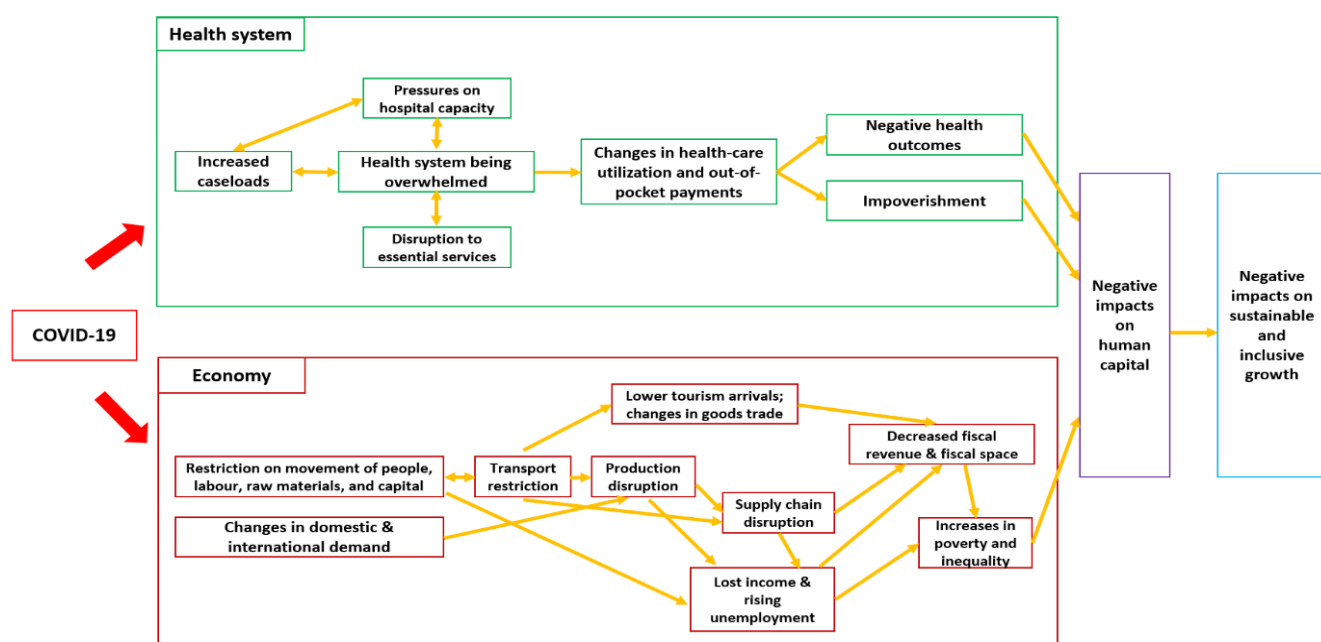 Health system
Pressures on
hospital capacity
Increased
caseloads
Health system being
overwhelmed
Disruption to
essential services
Changes in health-care
utilization and out-of-
pocket payments
Negative health
outcomes
Impoverishment
COVID-19
Economy
Lower tourism arrivals;
changes in goods trade
Restriction on movement of people,
labour, raw materials, and capital
Transport
restriction
Production
disruption
Changes in domestic &
international demand
Supply chain
disruption
Lost income &
rising
unemployment
Decreased fiscal
revenue & fiscal space
Increases in
poverty and
inequality
Negative
impacts
on
human
capital
Negative
impacts on
sustainable
and
inclusive
growth